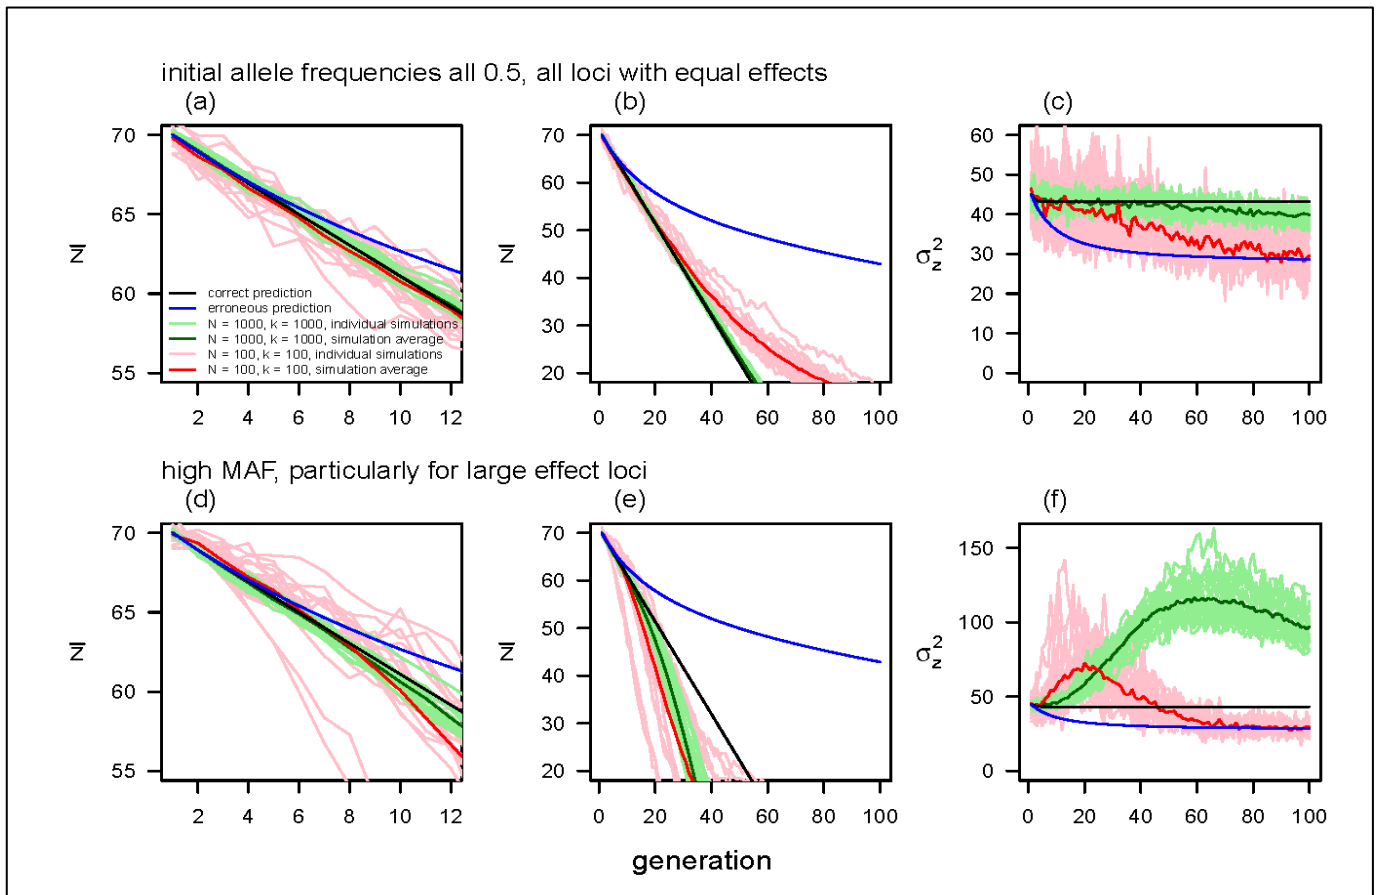 initial allele frequencies all 0.5, all loci with equal effects
(a) (b) (c)
z̅ 70 65 60 55
2 4 6 8 10 12
correct prediction
erroneous prediction
N = 1000, k = 1000, individual simulations
N = 1000, k = 1000, simulation average
N = 100, k = 100, individual simulations
N = 100, k = 100, simulation average
z̅ 70 60 50 40 30 20
0 20 40 60 80 100
σ_z^2 60 50 40 30 20 10 0
0 20 40 60 80 100
high MAF, particularly for large effect loci
(d) (e) (f)
z̅ 70 65 60 55
2 4 6 8 10 12
z̅ 70 60 50 40 30 20
0 20 40 60 80 100
σ_z^2 150 100 50 0
0 20 40 60 80 100
generation